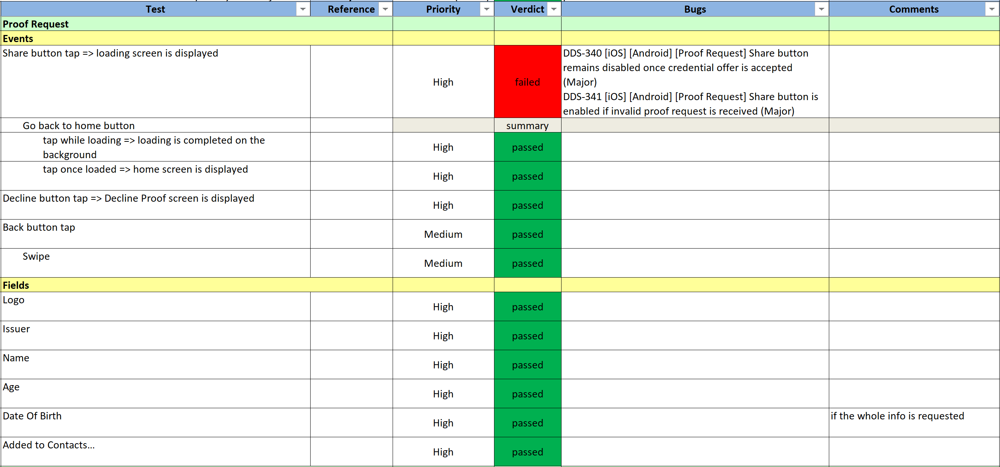 Test Reference Priority Verdict Bugs Comments
Proof Request
Events
Share button tap => loading screen is displayed
High
failed
DDS-340 [iOS] [Android] [Proof Request] Share button
remains disabled once credential offer is accepted
(Major)
DDS-341 [iOS] [Android] [Proof Request] Share button is
enabled if invalid proof request is received (Major)
Go back to home button summary
tap while loading => loading is completed on the
background
High passed
tap once loaded => home screen is displayed
High passed
Decline button tap => Decline Proof screen is displayed
High passed
Back button tap
Medium passed
Swipe
Medium passed
Fields
Logo
High passed
Issuer
High passed
Name
High passed
Age
High passed
Date Of Birth
High passed
if the whole info is requested
Added to Contacts...
High passed